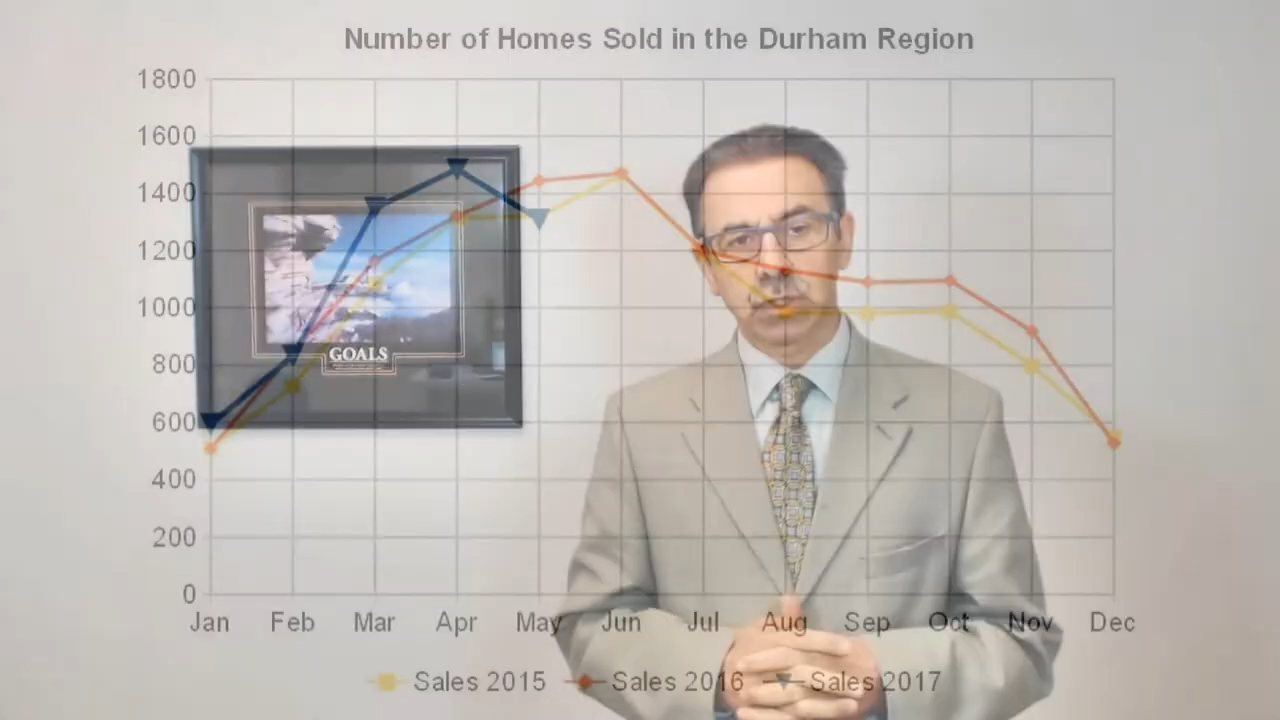 Number of Homes Sold in the Durham Region
1800
1600
1400
1200
1000
800
600
400
200
0
Jan Feb Mar Apr May Jun Jul Aug Sep Oct Nov Dec
GOALS
Sales 2015 Sales 2016 Sales 2017